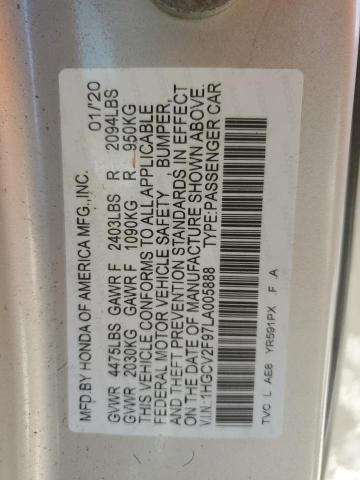 MFD.BY HONDA OF AMERICA MFG.,INC. 01/'20
GVWR 4475LBS GAWR F 2403LBS R 2094LBS
GVWR 2030KG GAWR F 1090KG R 950KG
THIS VEHICLE CONFORMS TO ALL APPLICABLE
FEDERAL MOTOR VEHICLE SAFETY , BUMPER,
AND THEFT PREVENTION STANDARDS IN EFFECT
ON THE DATE OF MANUFACTURE SHOWN ABOVE.
V.I.N.:1HGCV2F97LA005888 TYPE:PASSENGER CAR
TVC L AE8 YR591PX .F .A